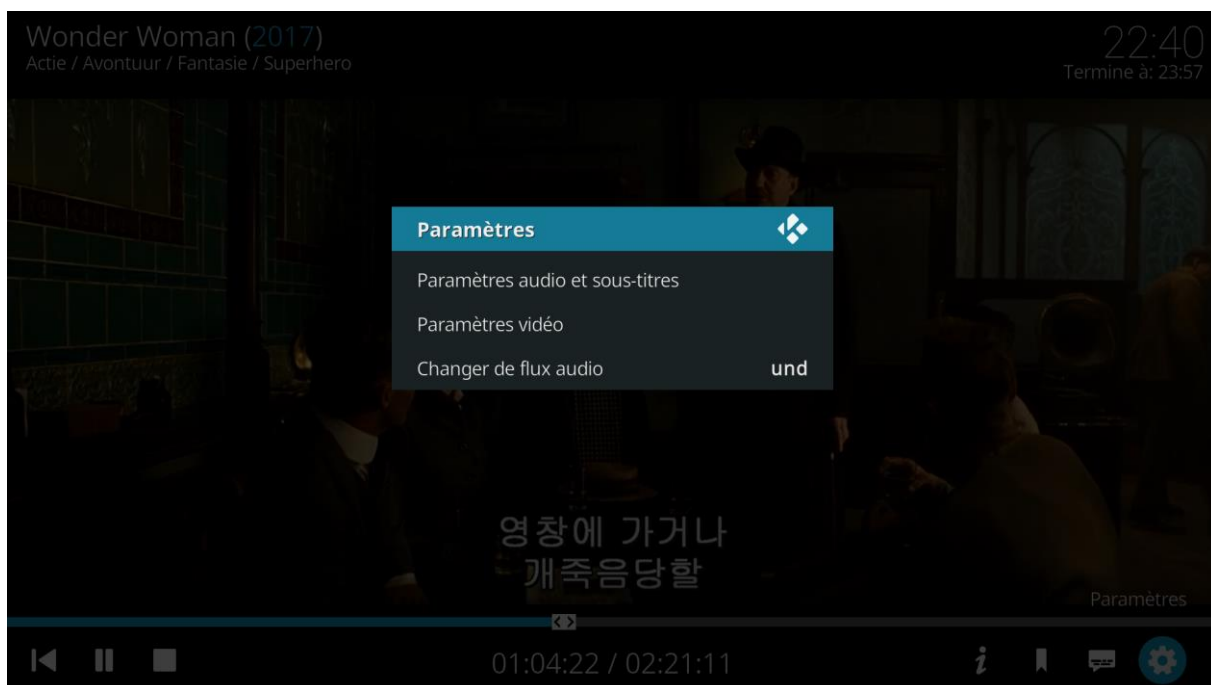 Wonder Woman (2017)
Actie / Avontuur / Fantasie / Superhero
22:40
Termine à: 23:57
Paramètres
Paramètres audio et sous-titres
Paramètres vidéo
Changer de flux audio und
영창에 가거나
개죽음당할
Paramètres
01:04:22 / 02:21:11